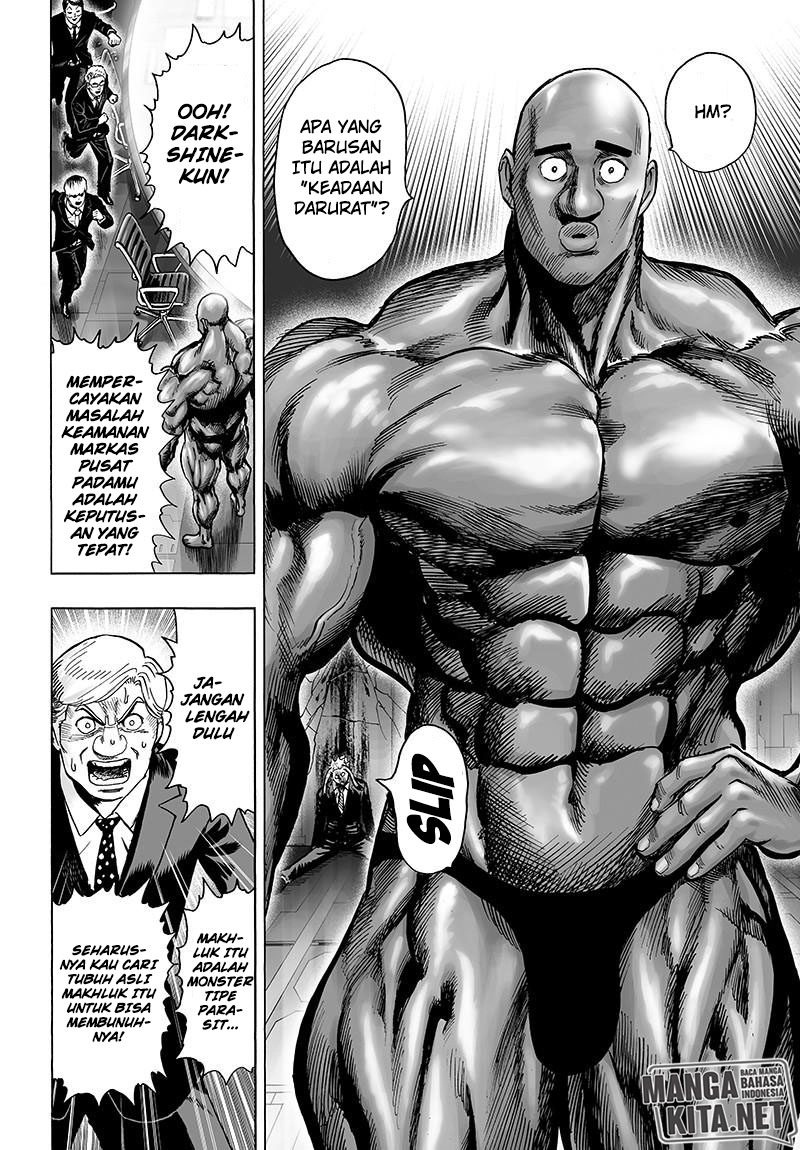 HM?
APA YANG
BARUSAN
ITU ADALAH
"KEADAAN
DARURAT"?
SLIP
OOH!
DARK-
SHINE-
KUN!
MEMPER-
CAYAKAN
MASALAH
KEAMANAN
MARKAS
PUSAT
PADAMU
ADALAH
KEPUTUS-
AN YANG
TEPAT!
JA-
JANGAN
LENGAH
DULU
MAKH-
LUK ITU
ADALAH
MONSTER
TIPE
PARA-
SIT...
SEHARUS-
NYA KAU CARI
TUBUH ASLI
MAKHLUK ITU
UNTUK BISA
MEMBUNUH-
NYA!
MANGA BACA MANGA
BAHASA
INDONESIA
KITA.NET